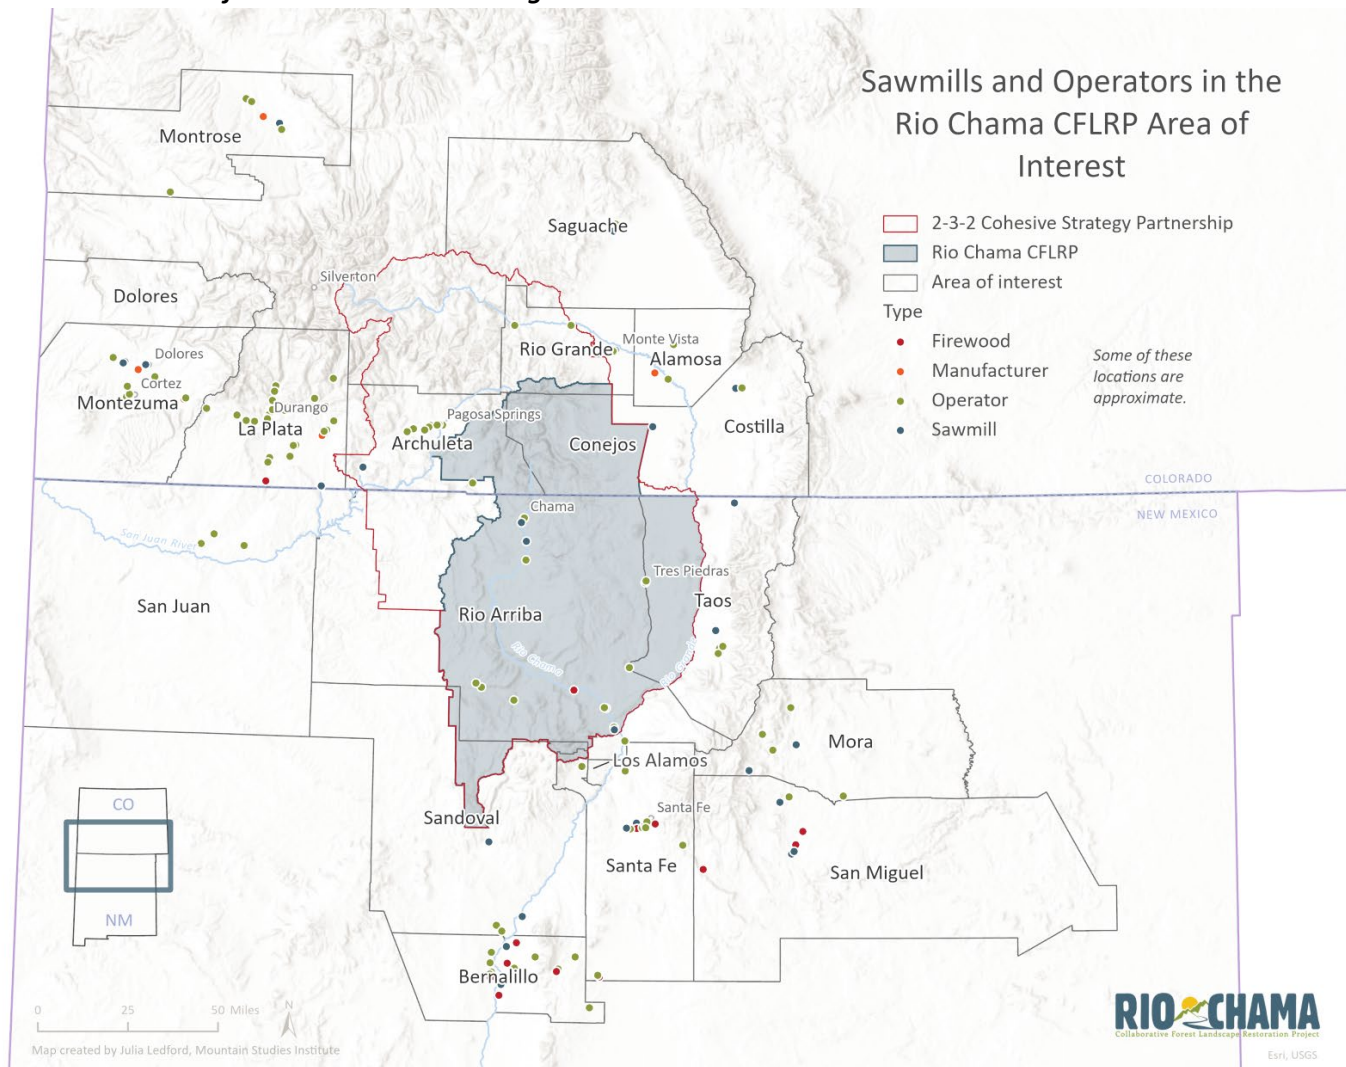 Sawmills and Operators in the
Rio Chama CFLRP Area of
Interest
2-3-2 Cohesive Strategy Partnership
Rio Chama CFLRP
Area of interest
Type
Firewood
Manufacturer
Operator
Sawmill
Some of these
locations are
approximate.
Montrose
Saguache
Silverton
Dolores
Dolores
Cortez
Montezuma
Durango
La Plata
Rio Grande
Monte Vista
Alamosa
Pagosa Springs
Archuleta
Conejos
Costilla
COLORADO
NEW MEXICO
San Juan River
Chama
Tres Piedras
Taos
San Juan
Rio Arriba
Rio Chama
Rio Grande
Mora
Los Alamos
Sandoval
Santa Fe
Santa Fe
San Miguel
Bernalillo
CO
NM
0 25 50 Miles
N
Map created by Julia Ledford, Mountain Studies Institute
RIO CHAMA
Collaborative Forest Landscape Restoration Project
Esri, USGS